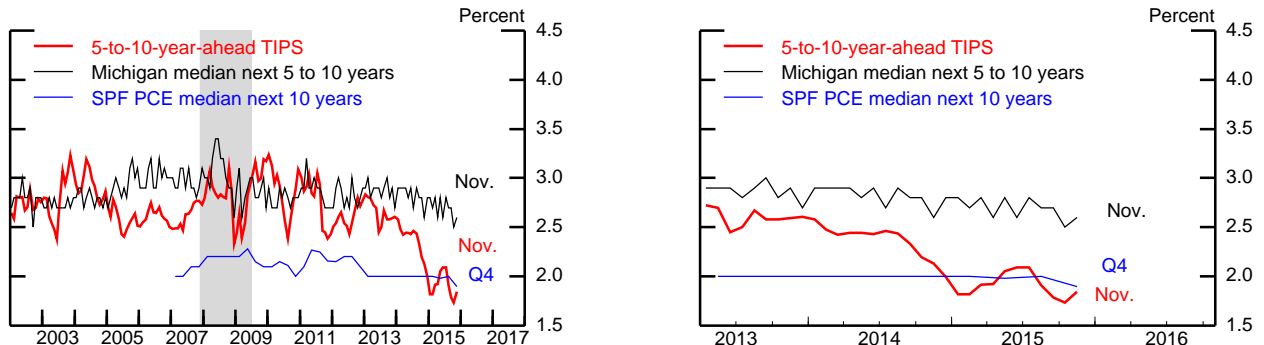 Percent
5-to-10-year-ahead TIPS
Michigan median next 5 to 10 years
SPF PCE median next 10 years
4.5
4.0
3.5
3.0
2.5
2.0
1.5
Nov.
Nov.
Q4
2003 2005 2007 2009 2011 2013 2015 2017
Percent
5-to-10-year-ahead TIPS
Michigan median next 5 to 10 years
SPF PCE median next 10 years
4.5
4.0
3.5
3.0
2.5
2.0
1.5
Nov.
Q4
Nov.
2013 2014 2015 2016